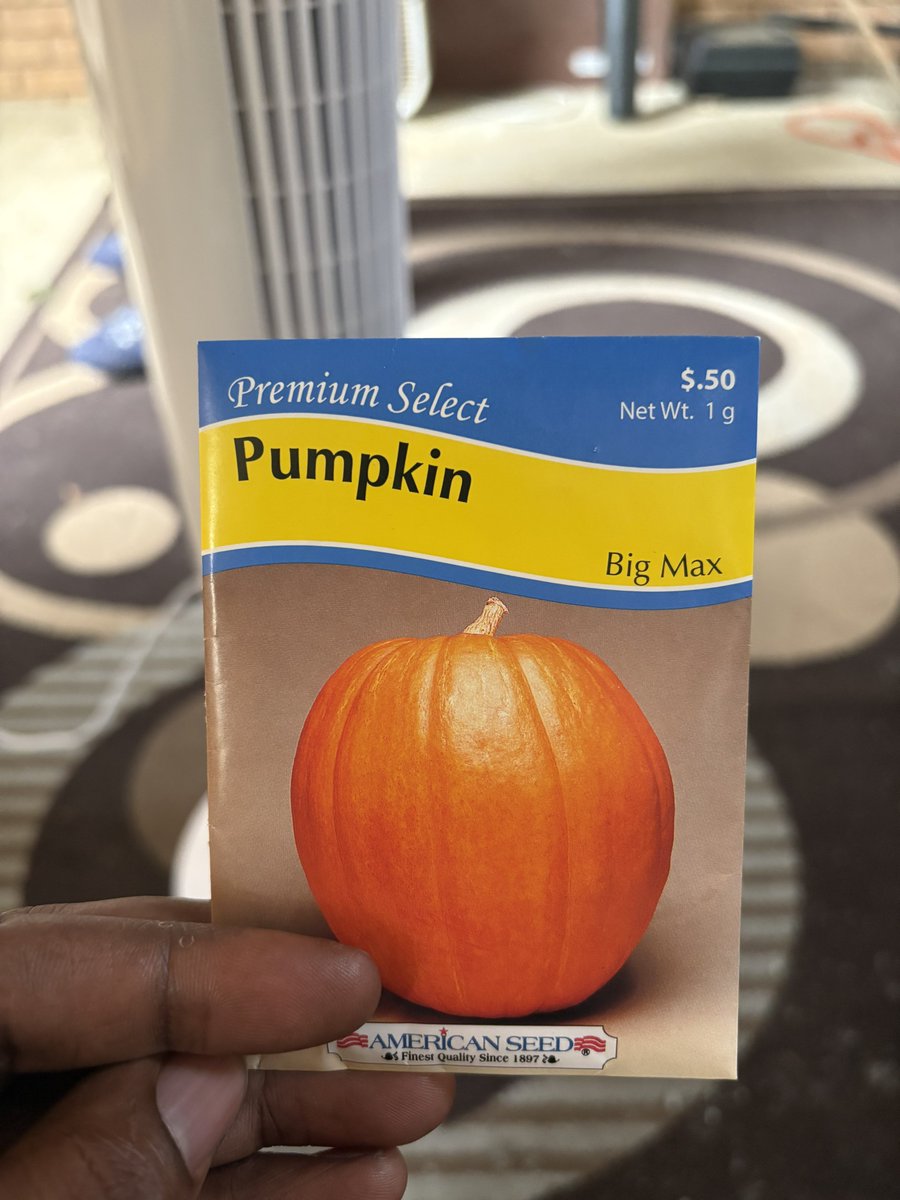 Premium Select
$.50
Net Wt. 1 g
Pumpkin
Big Max
AMERICAN SEED®
Finest Quality Since 1897